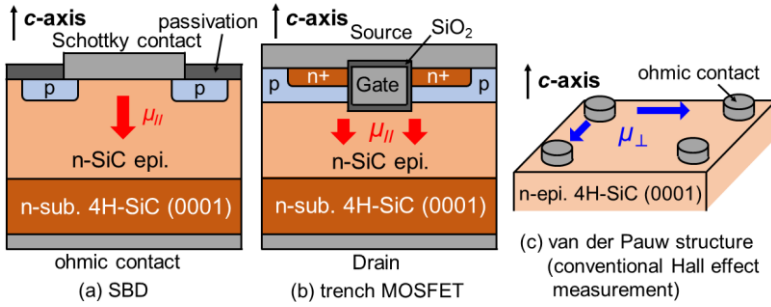 c-axis
Schottky contact
passivation
p
p
μ//
n-SiC epi.
n-sub. 4H-SiC (0001)
ohmic contact
(a) SBD
c-axis
Source
SiO2
p
n+
Gate
n+
p
μ//
n-SiC epi.
n-sub. 4H-SiC (0001)
Drain
(b) trench MOSFET
c-axis
ohmic contact
μ⊥
n-epi. 4H-SiC (0001)
(c) van der Pauw structure
(conventional Hall effect
measurement)